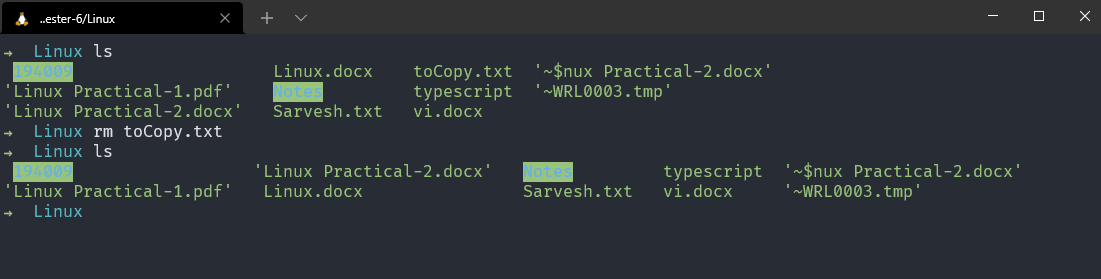 ..ester-6/Linux
→ Linux ls
194009 Linux.docx toCopy.txt '~$nux Practical-2.docx'
'Linux Practical-1.pdf' Notes typescript '~WRL0003.tmp'
'Linux Practical-2.docx' Sarvesh.txt vi.docx
→ Linux rm toCopy.txt
→ Linux ls
194009 'Linux Practical-2.docx' Notes typescript '~$nux Practical-2.docx'
'Linux Practical-1.pdf' Linux.docx Sarvesh.txt vi.docx '~WRL0003.tmp'
→ Linux